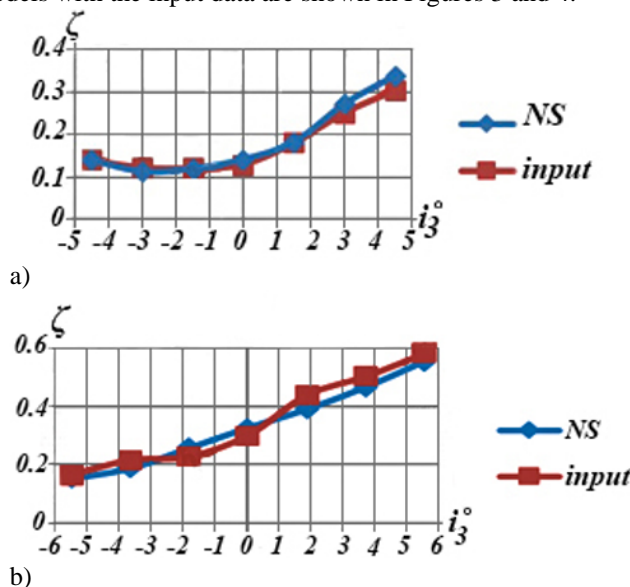 odels with the input data are shown in Figures 3 and 4.
ζ
0.4
0.3
0.2
0.1
0
-5 -4 -3 -2 -1 0 1 2 3 4 5
i₃°
NS
input
a)
ζ
0.6
0.4
0.2
0
-6 -5 -4 -3 -2 -1 0 1 2 3 4 5 6
i₃°
NS
input
b)